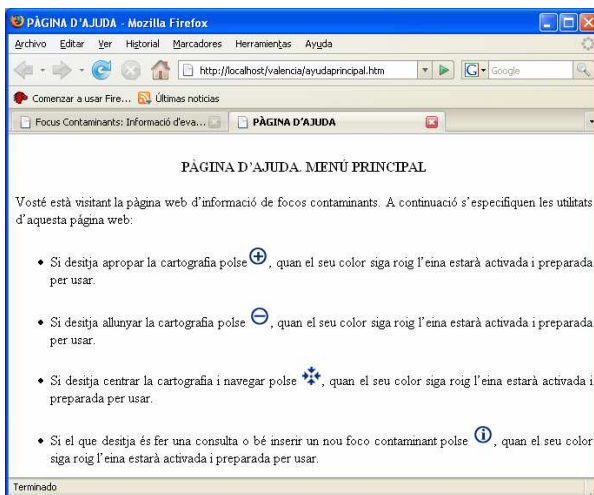 PÀGINA D'AJUDA - Mozilla Firefox
Archivo Editar Ver Historial Marcadores Herramientas Ayuda
http://localhost/valencia/ayudaprincipal.htm
G Google
Comenzar a usar Fire... Últimas noticias
Focus Contaminants: Informació d'eva... PÀGINA D'AJUDA
PÀGINA D'AJUDA. MENÚ PRINCIPAL
Vosté està visitant la pàgina web d'informació de focos contaminants. A continuació s'especifiquen les utilitats
d'aquesta página web:
• Si desitja apropar la cartografia polse , quan el seu color siga roig l'eina estarà activada i preparada
per usar.
• Si desitja allunyar la cartografia polse , quan el seu color siga roig l'eina estarà activada i preparada
per usar.
• Si desitja centrar la cartografia i navegar polse , quan el seu color siga roig l'eina estarà activada i
preparada per usar.
• Si el que desitja és fer una consulta o bé inserir un nou foco contaminant polse , quan el seu color
siga roig l'eina estarà activada i preparada per usar.
Terminado